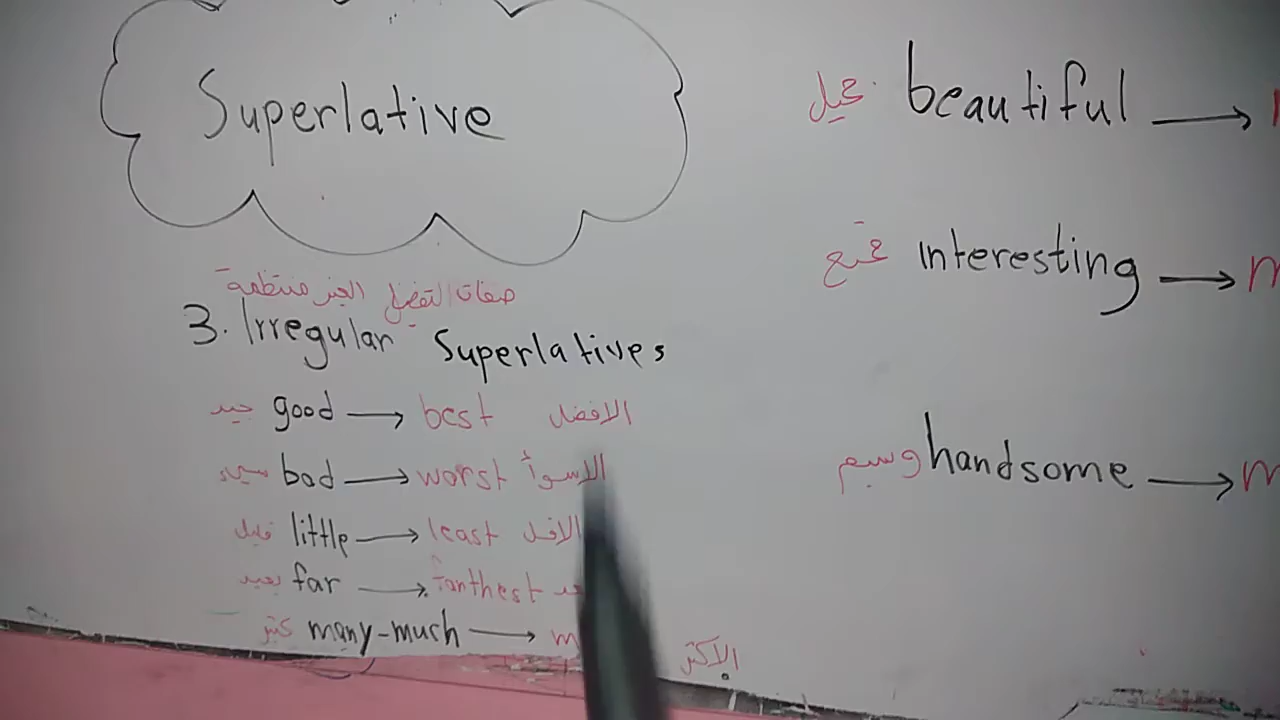 Superlative
صفات التفضيل الغير منتظمة
3. Irregular Superlatives
جيد good → best الافضل
سيء bad → worst الاسوأ
قليل little → least الاقل
بعيد far → farthest
كثير many-much → m
الاكثر
جميل beautiful →
ممتع interesting → m
وسيم handsome → m